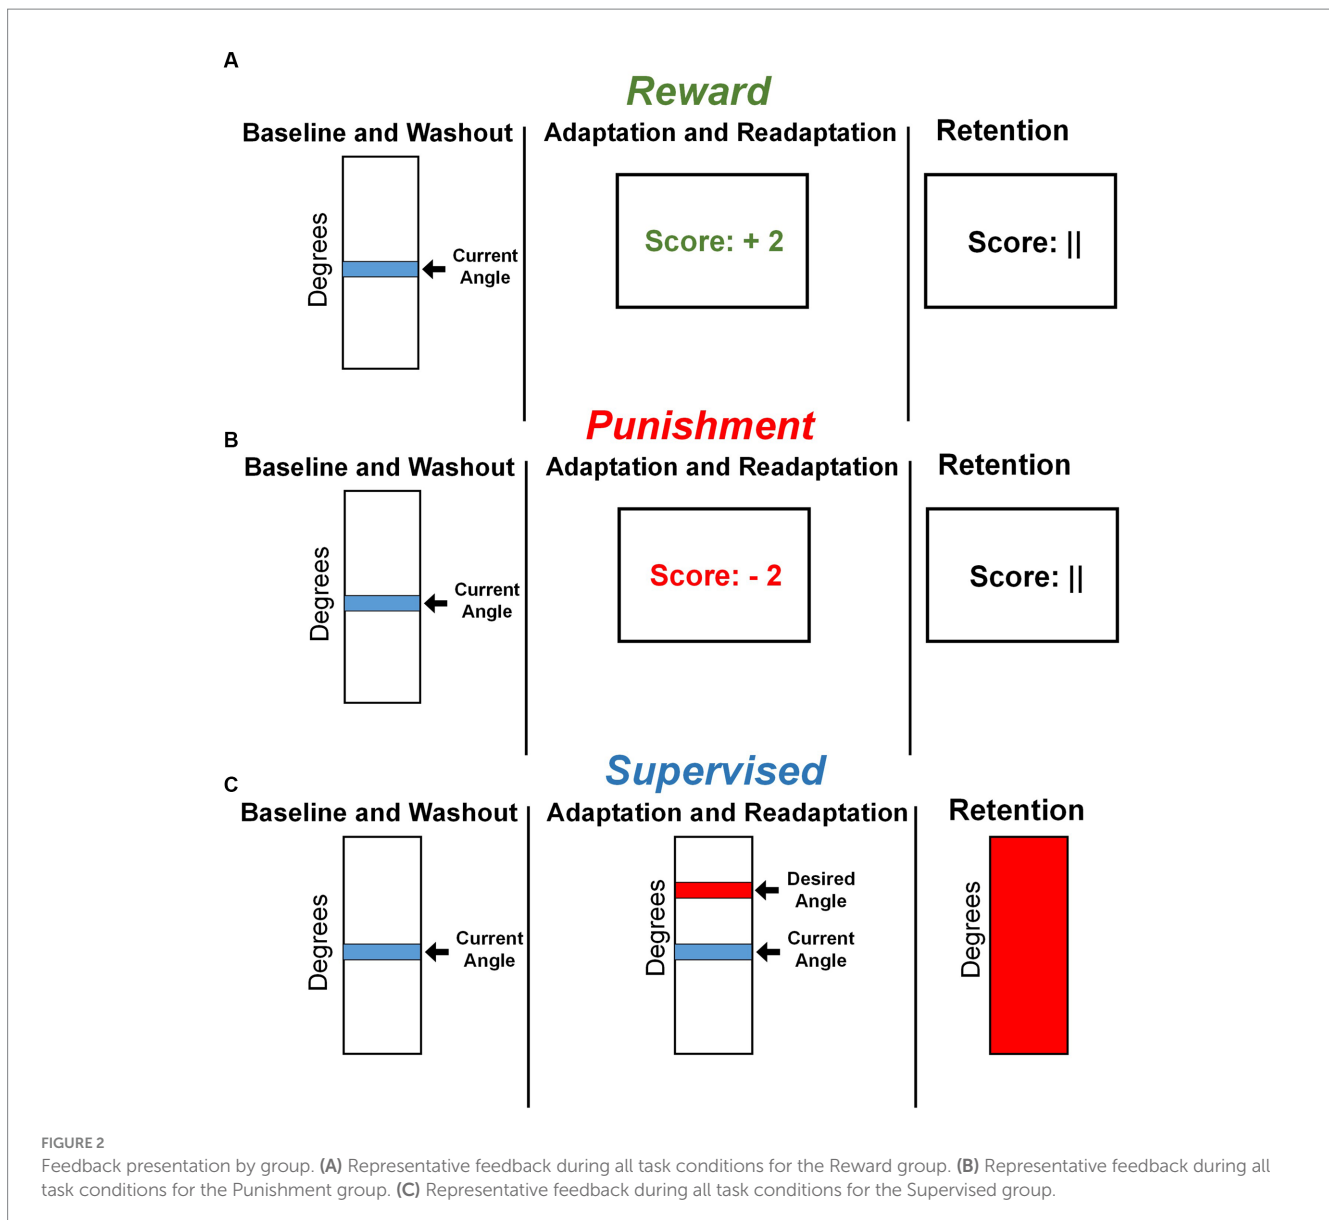 A
Reward
Baseline and Washout
Adaptation and Readaptation
Retention
Degrees
Current
Angle
Score: + 2
Score: ||
B
Punishment
Baseline and Washout
Adaptation and Readaptation
Retention
Degrees
Current
Angle
Score: - 2
Score: ||
C
Supervised
Baseline and Washout
Adaptation and Readaptation
Retention
Degrees
Current
Angle
Degrees
Desired
Angle
Current
Angle
Degrees
FIGURE 2
Feedback presentation by group. (A) Representative feedback during all task conditions for the Reward group. (B) Representative feedback during all
task conditions for the Punishment group. (C) Representative feedback during all task conditions for the Supervised group.